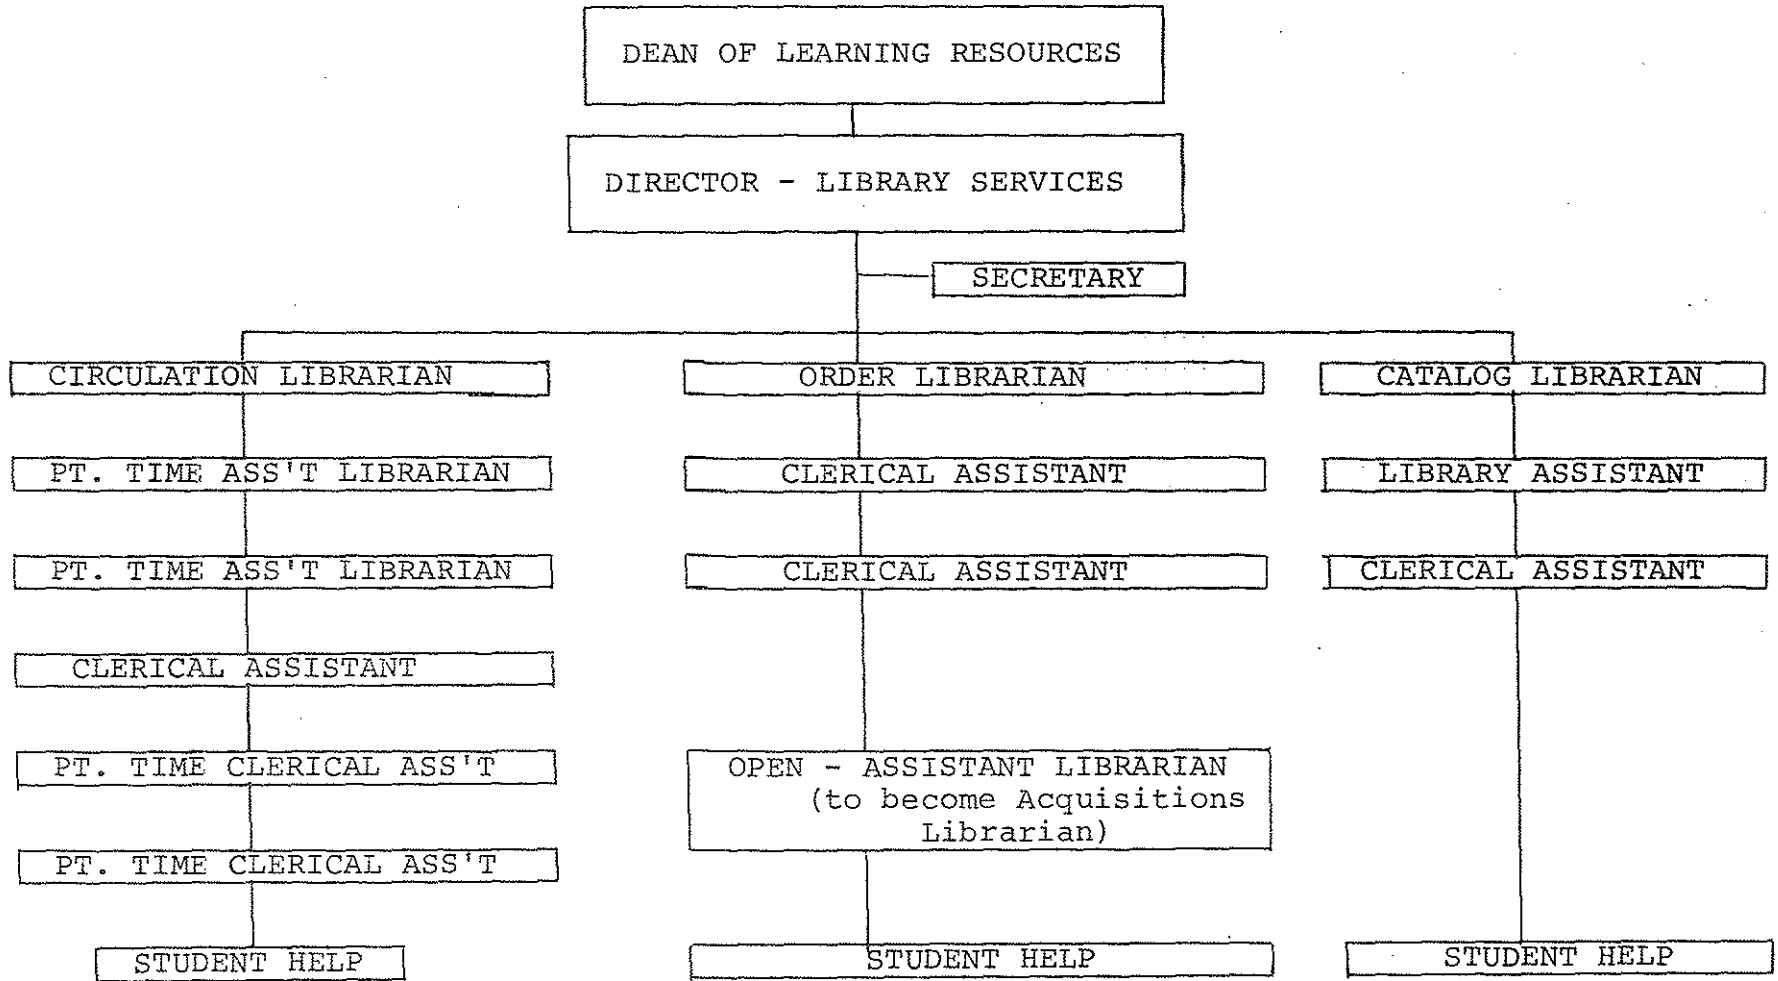 DEAN OF LEARNING RESOURCES
DIRECTOR - LIBRARY SERVICES
SECRETARY
CIRCULATION LIBRARIAN
PT. TIME ASS'T LIBRARIAN
PT. TIME ASS'T LIBRARIAN
CLERICAL ASSISTANT
PT. TIME CLERICAL ASS'T
PT. TIME CLERICAL ASS'T
STUDENT HELP
ORDER LIBRARIAN
CLERICAL ASSISTANT
CLERICAL ASSISTANT
OPEN - ASSISTANT LIBRARIAN
(to become Acquisitions
Librarian)
STUDENT HELP
CATALOG LIBRARIAN
LIBRARY ASSISTANT
CLERICAL ASSISTANT
STUDENT HELP